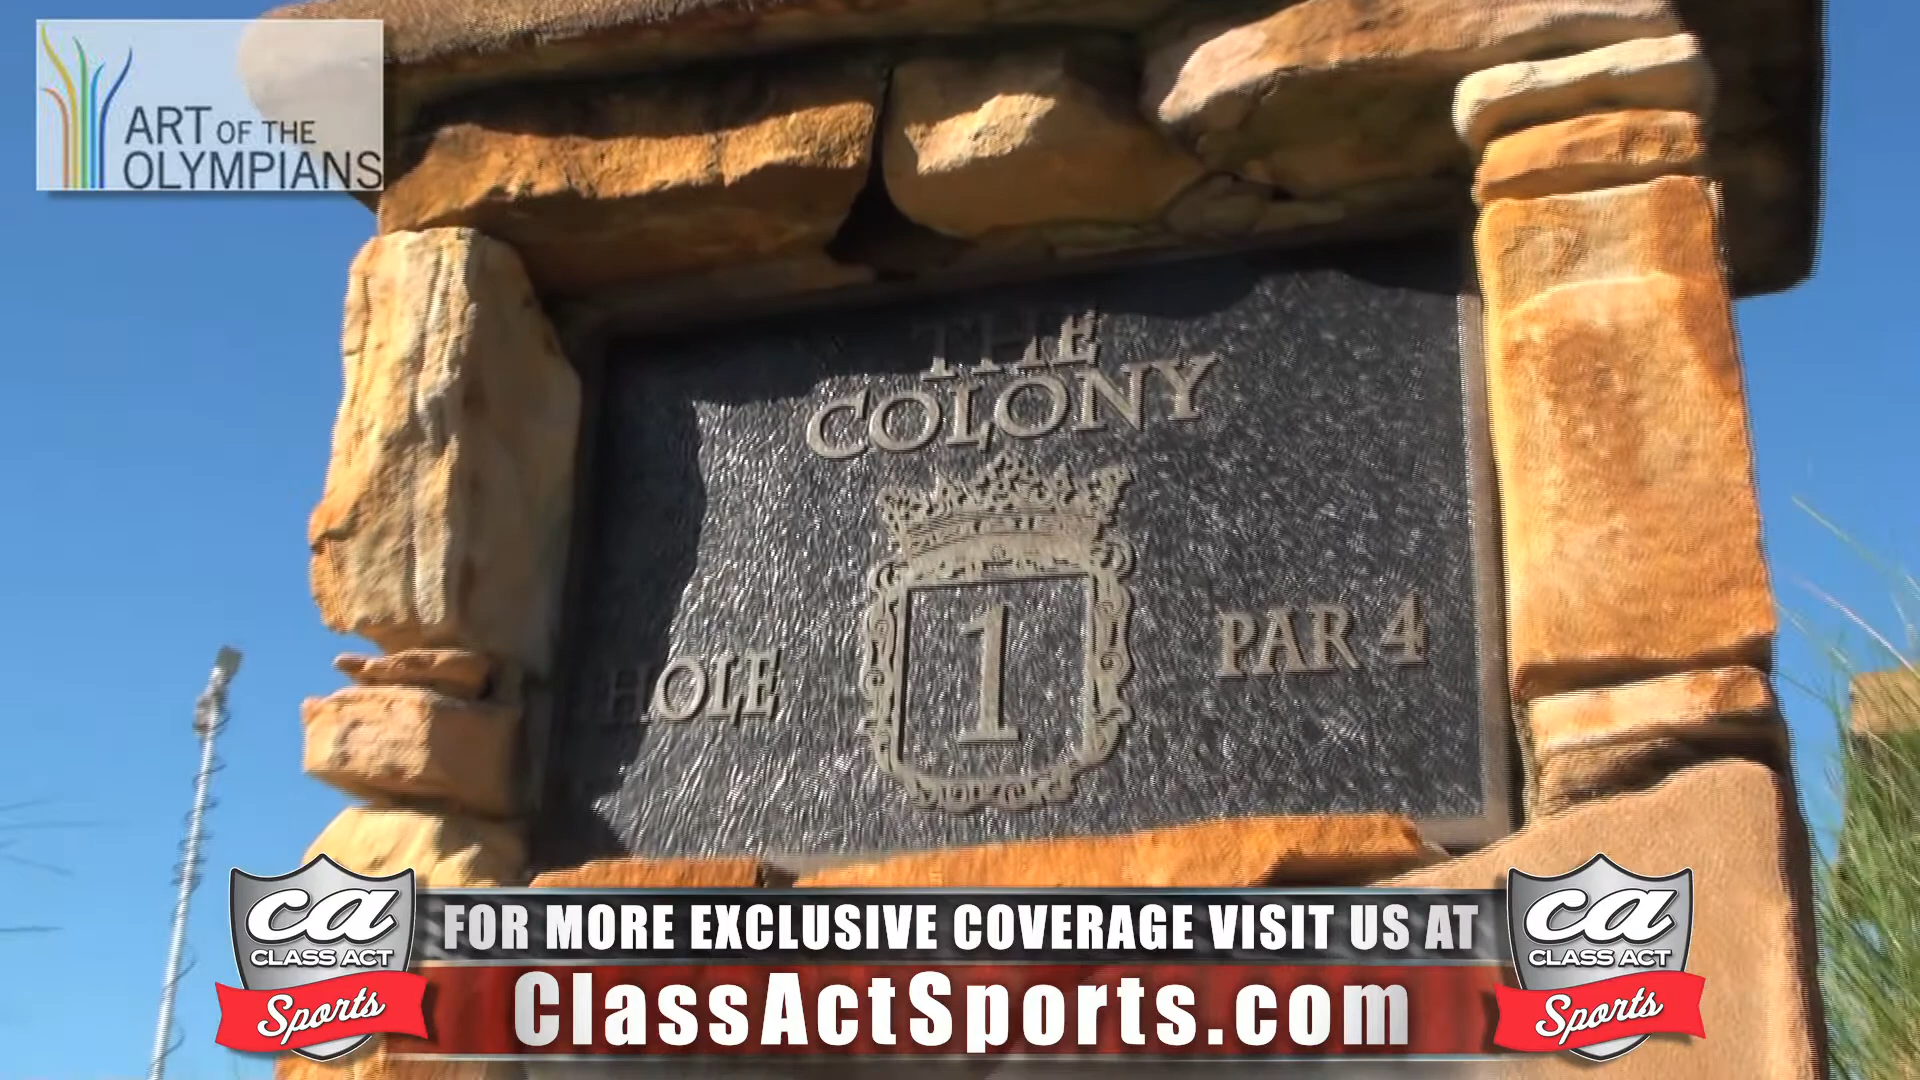 ART OF THE
OLYMPIANS
THE
COLONY
HOLE
1
PAR 4
ca
CLASS ACT
Sports
FOR MORE EXCLUSIVE COVERAGE VISIT US AT
ClassActSports.com
ca
CLASS ACT
Sports